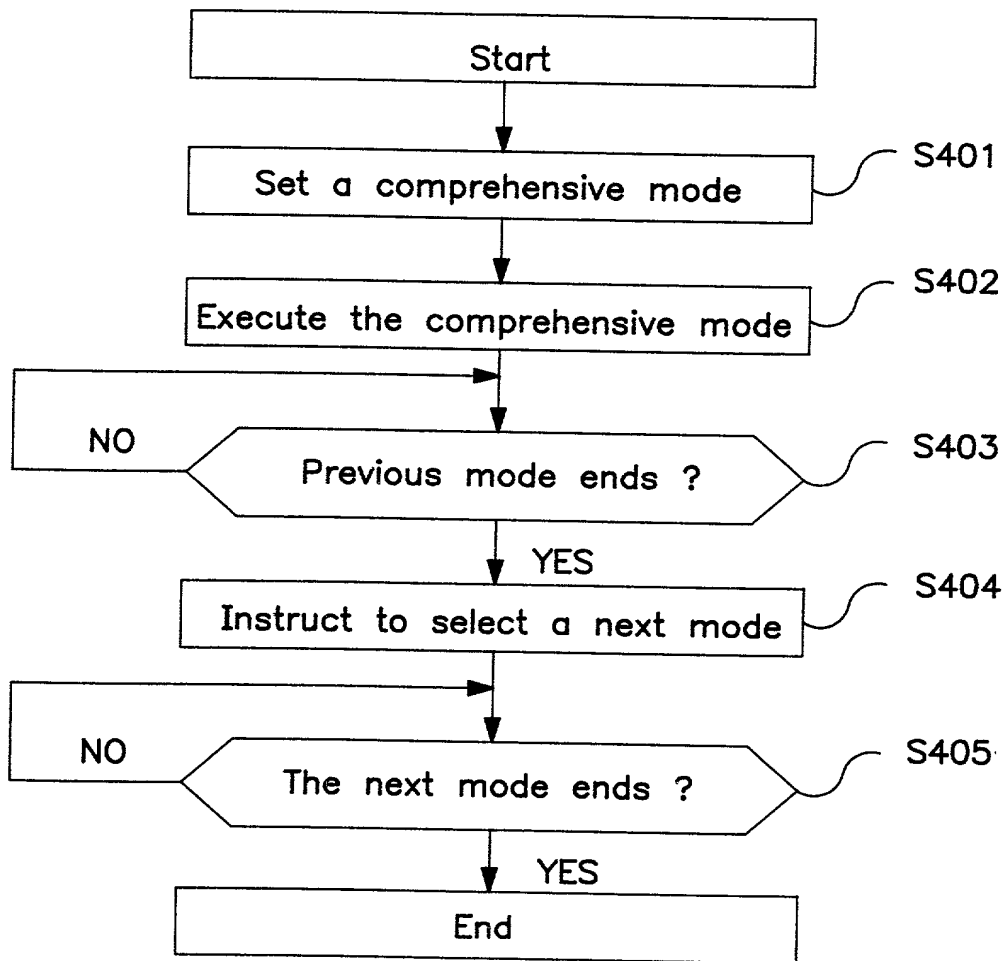 Start
S401
Set a comprehensive mode
S402
Execute the comprehensive mode
NO
S403
Previous mode ends ?
YES
S404
Instruct to select a next mode
NO
S405
The next mode ends ?
YES
End